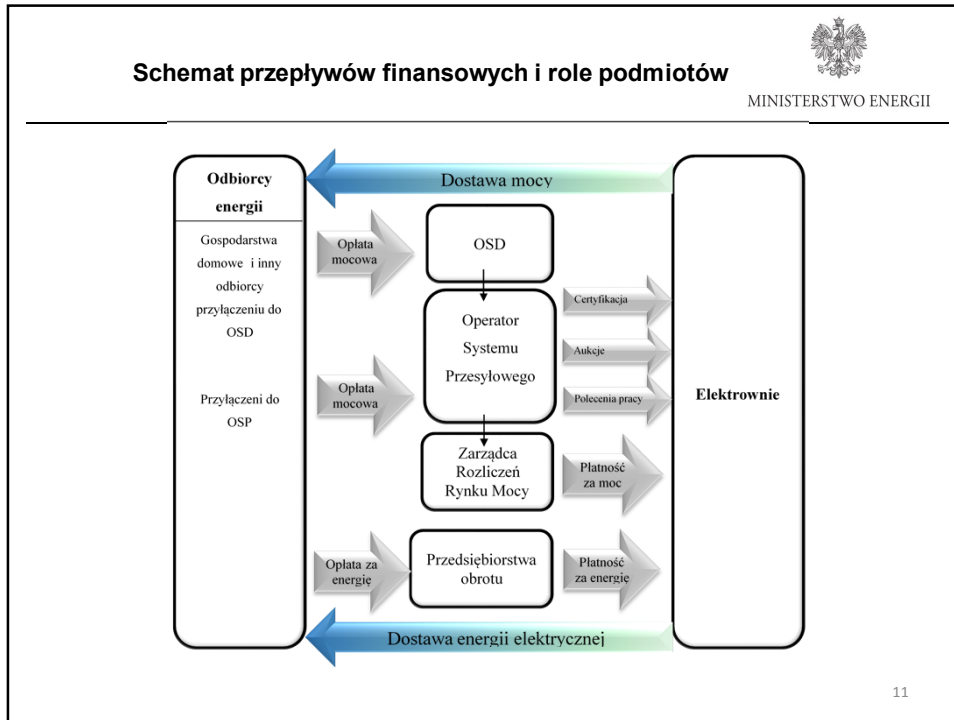 Schemat przepływów finansowych i role podmiotów
MINISTERSTWO ENERGII
Odbiorcy
energii
Gospodarstwa
domowe i inny
odbiorcy
przyłączeniu do
OSD
Przyłączeni do
OSP
Dostawa mocy
Opłata
mocowa
OSD
Operator
Systemu
Przesyłowego
Certyfikacja
Aukcje
Polecenia pracy
Opłata
mocowa
Zarządca
Rozliczeń
Rynku Mocy
Płatność
za moc
Opłata za
energię
Przedsiębiorstwa
obrotu
Płatność
za energię
Dostawa energii elektrycznej
Elektrownie
11